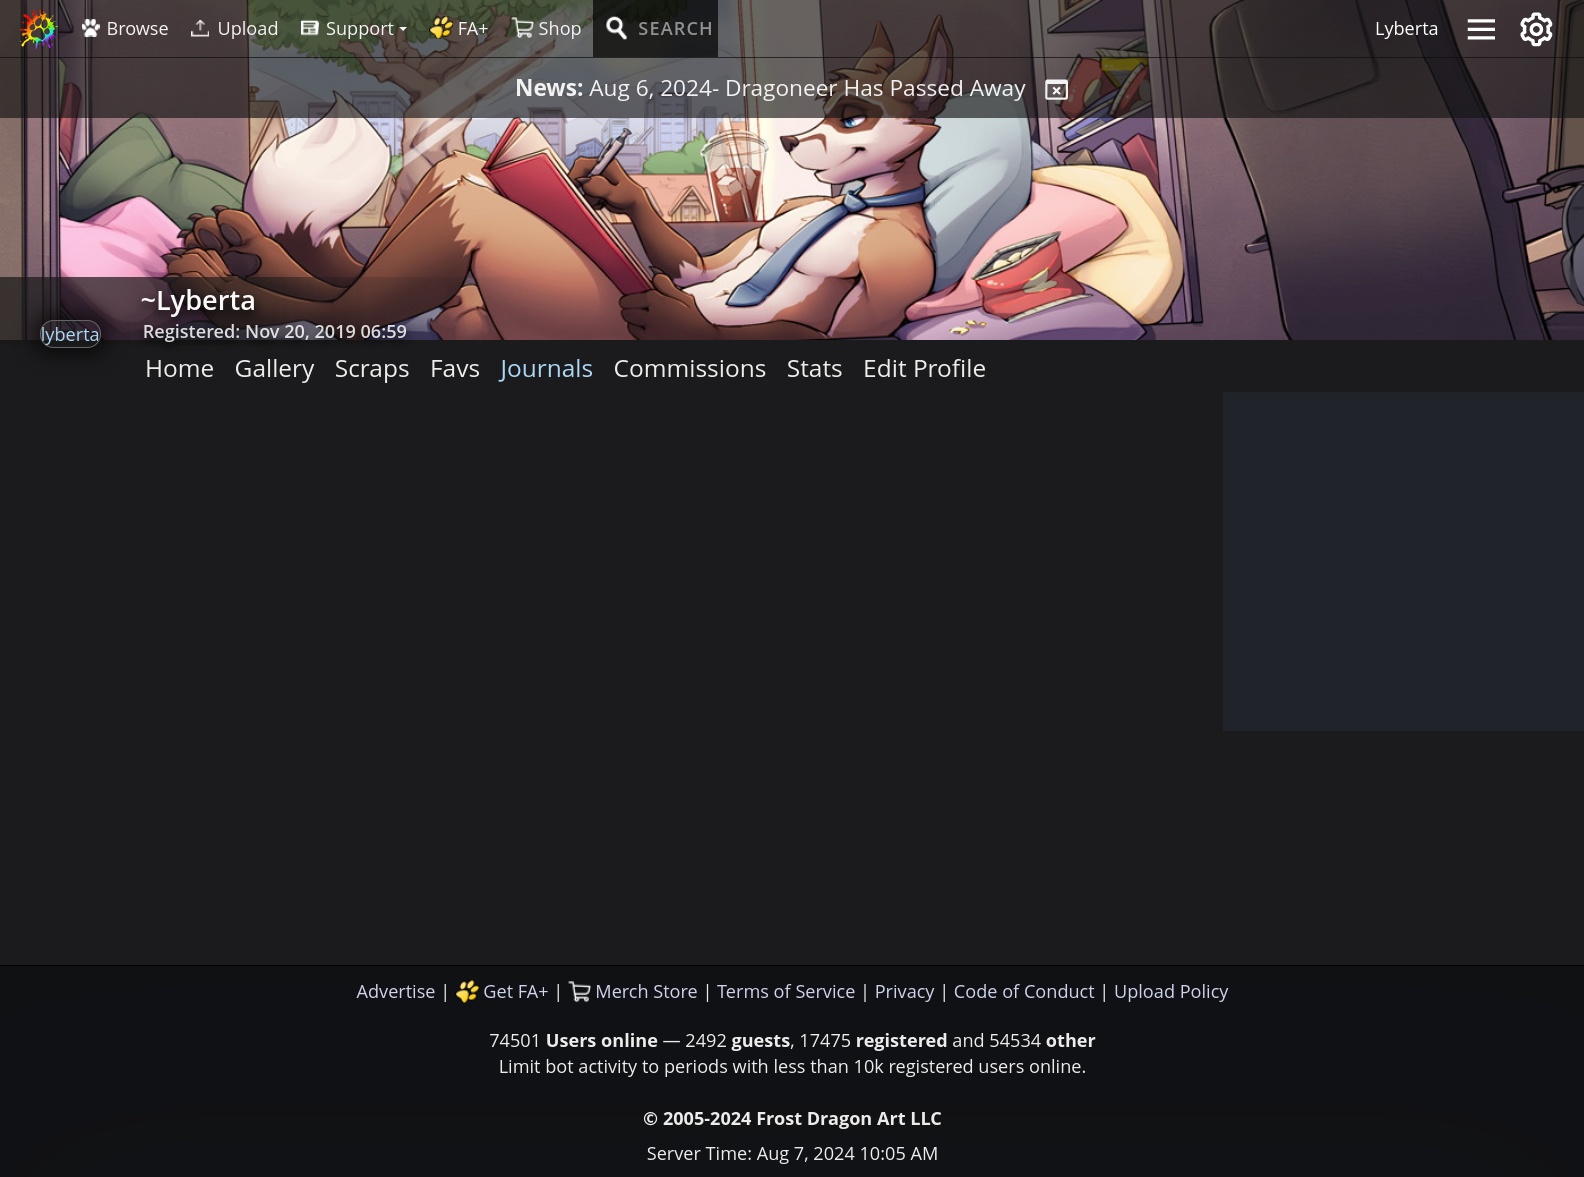 Browse Upload Support FA+ Shop SEARCH Lyberta
News: Aug 6, 2024- Dragoneer Has Passed Away
~Lyberta
Registered: Nov 20, 2019 06:59
lyberta
Home Gallery Scraps Favs Journals Commissions Stats Edit Profile
Advertise | Get FA+ | Merch Store | Terms of Service | Privacy | Code of Conduct | Upload Policy
74501 Users online — 2492 guests, 17475 registered and 54534 other
Limit bot activity to periods with less than 10k registered users online.
© 2005-2024 Frost Dragon Art LLC
Server Time: Aug 7, 2024 10:05 AM